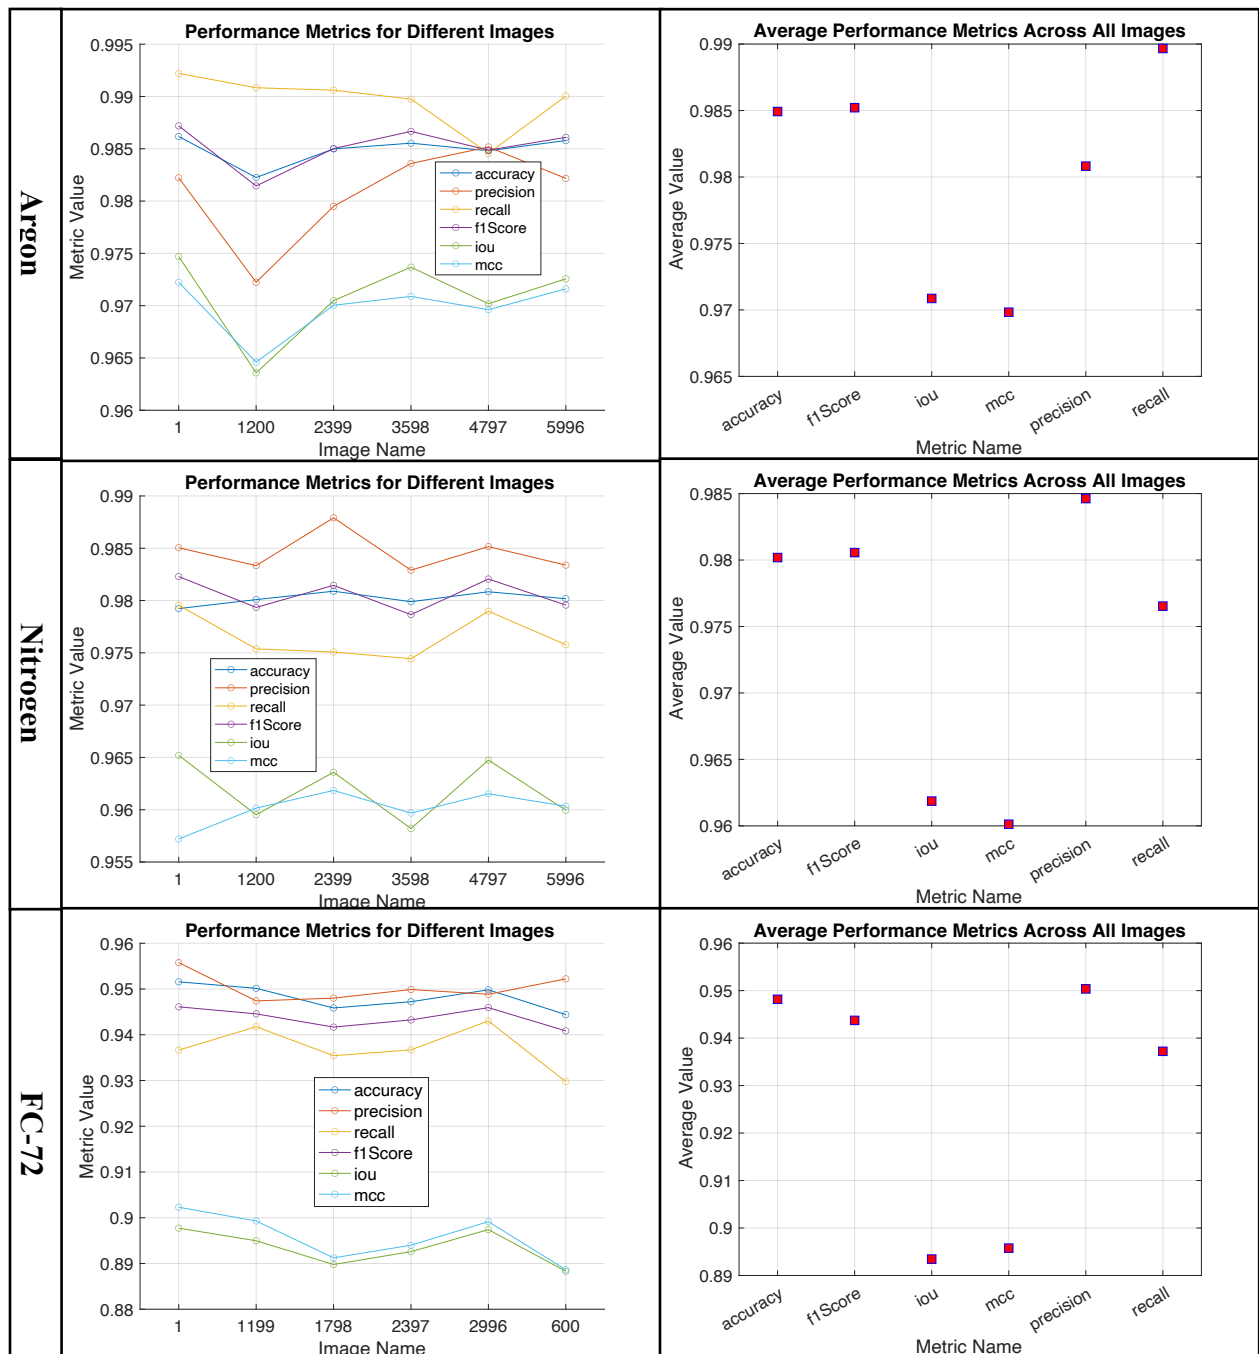 Argon
Performance Metrics for Different Images
Metric Value
0.995
0.99
0.985
0.98
0.975
0.97
0.965
0.96
accuracy
precision
recall
f1Score
iou
mcc
1 1200 2399 3598 4797 5996
Image Name
Average Performance Metrics Across All Images
Average Value
0.99
0.985
0.98
0.975
0.97
0.965
accuracy f1Score iou mcc precision recall
Metric Name
Nitrogen
Performance Metrics for Different Images
Metric Value
0.99
0.985
0.98
0.975
0.97
0.965
0.96
0.955
accuracy
precision
recall
f1Score
iou
mcc
1 1200 2399 3598 4797 5996
Image Name
Average Performance Metrics Across All Images
Average Value
0.985
0.98
0.975
0.97
0.965
0.96
accuracy f1Score iou mcc precision recall
Metric Name
FC-72
Performance Metrics for Different Images
Metric Value
0.96
0.95
0.94
0.93
0.92
0.91
0.9
0.89
0.88
accuracy
precision
recall
f1Score
iou
mcc
1 1199 1798 2397 2996 600
Image Name
Average Performance Metrics Across All Images
Average Value
0.96
0.95
0.94
0.93
0.92
0.91
0.9
0.89
accuracy f1Score iou mcc precision recall
Metric Name